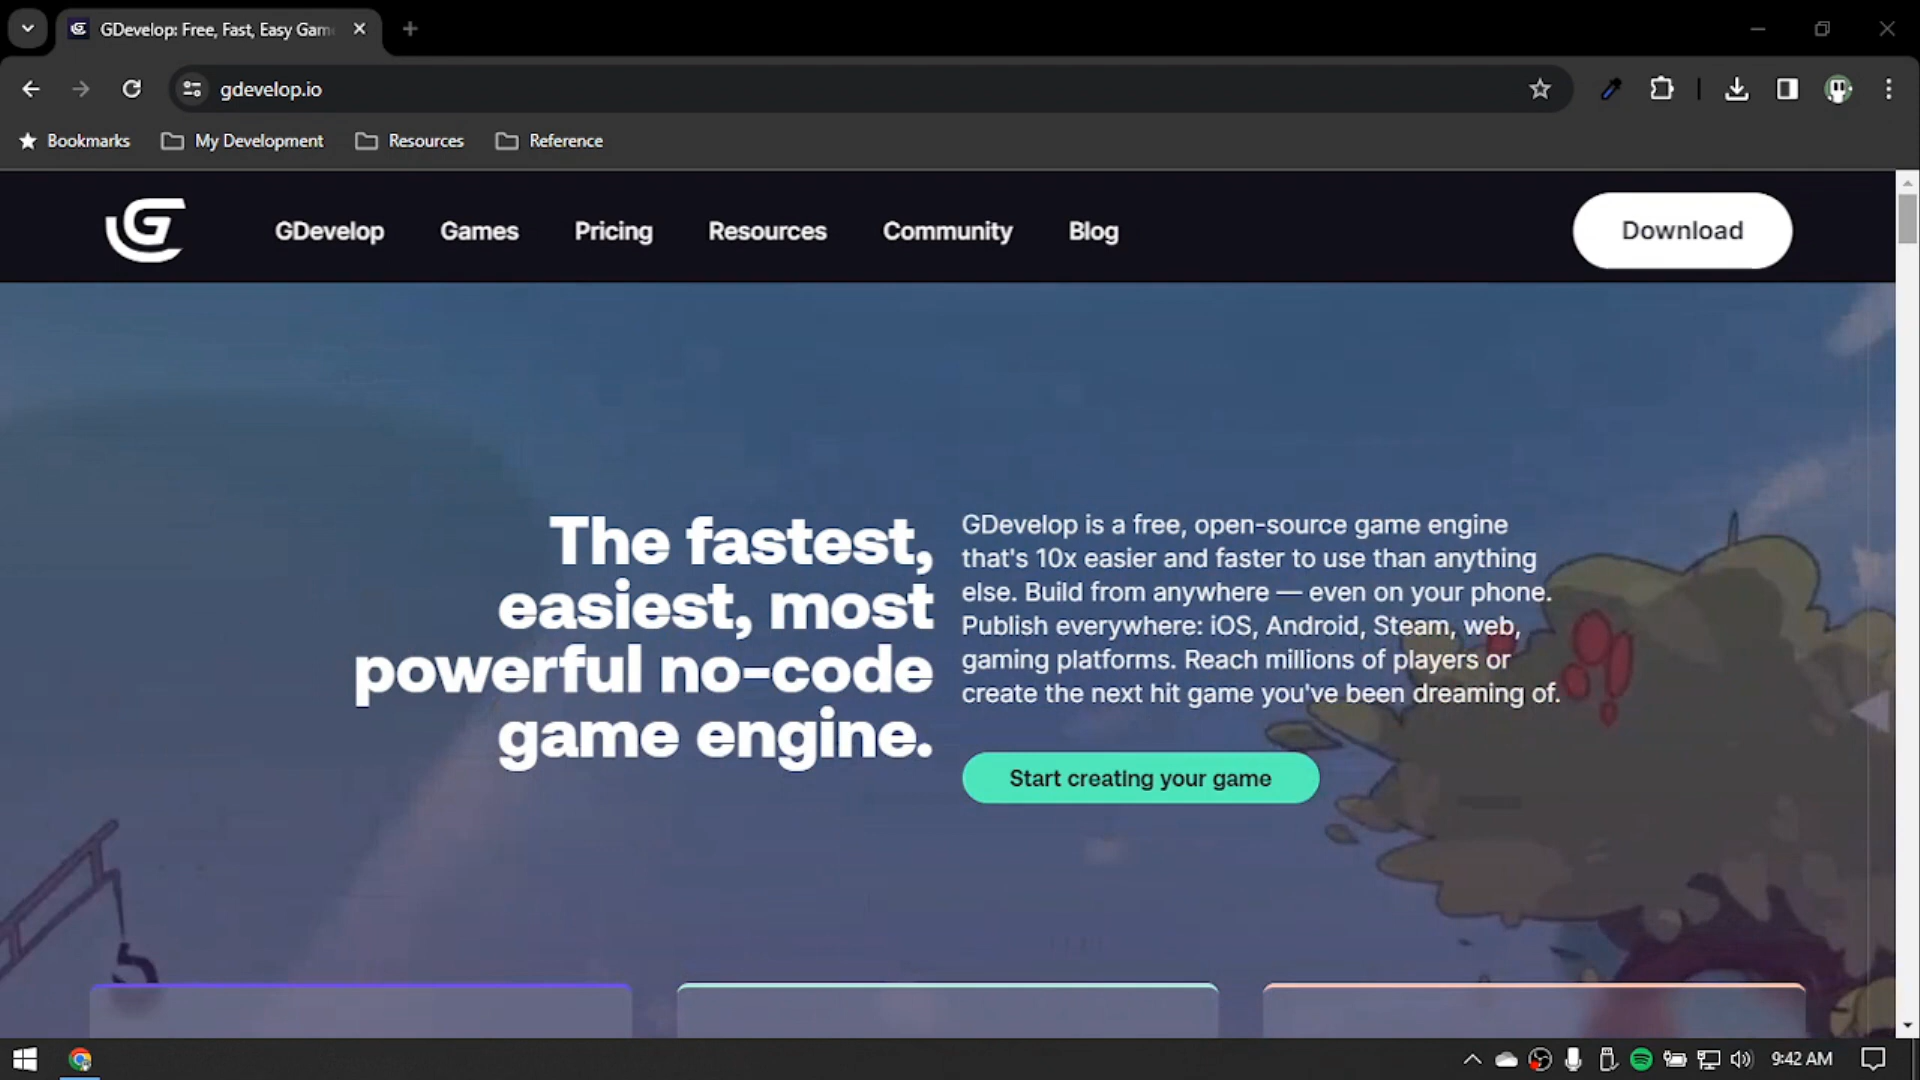 GDevelop: Free, Fast, Easy Gam
gdevelop.io
Bookmarks My Development Resources Reference
GDevelop Games Pricing Resources Community Blog Download
The fastest,
easiest, most
powerful no-code
game engine.
GDevelop is a free, open-source game engine
that's 10x easier and faster to use than anything
else. Build from anywhere — even on your phone.
Publish everywhere: iOS, Android, Steam, web,
gaming platforms. Reach millions of players or
create the next hit game you've been dreaming of.
Start creating your game
9:42 AM